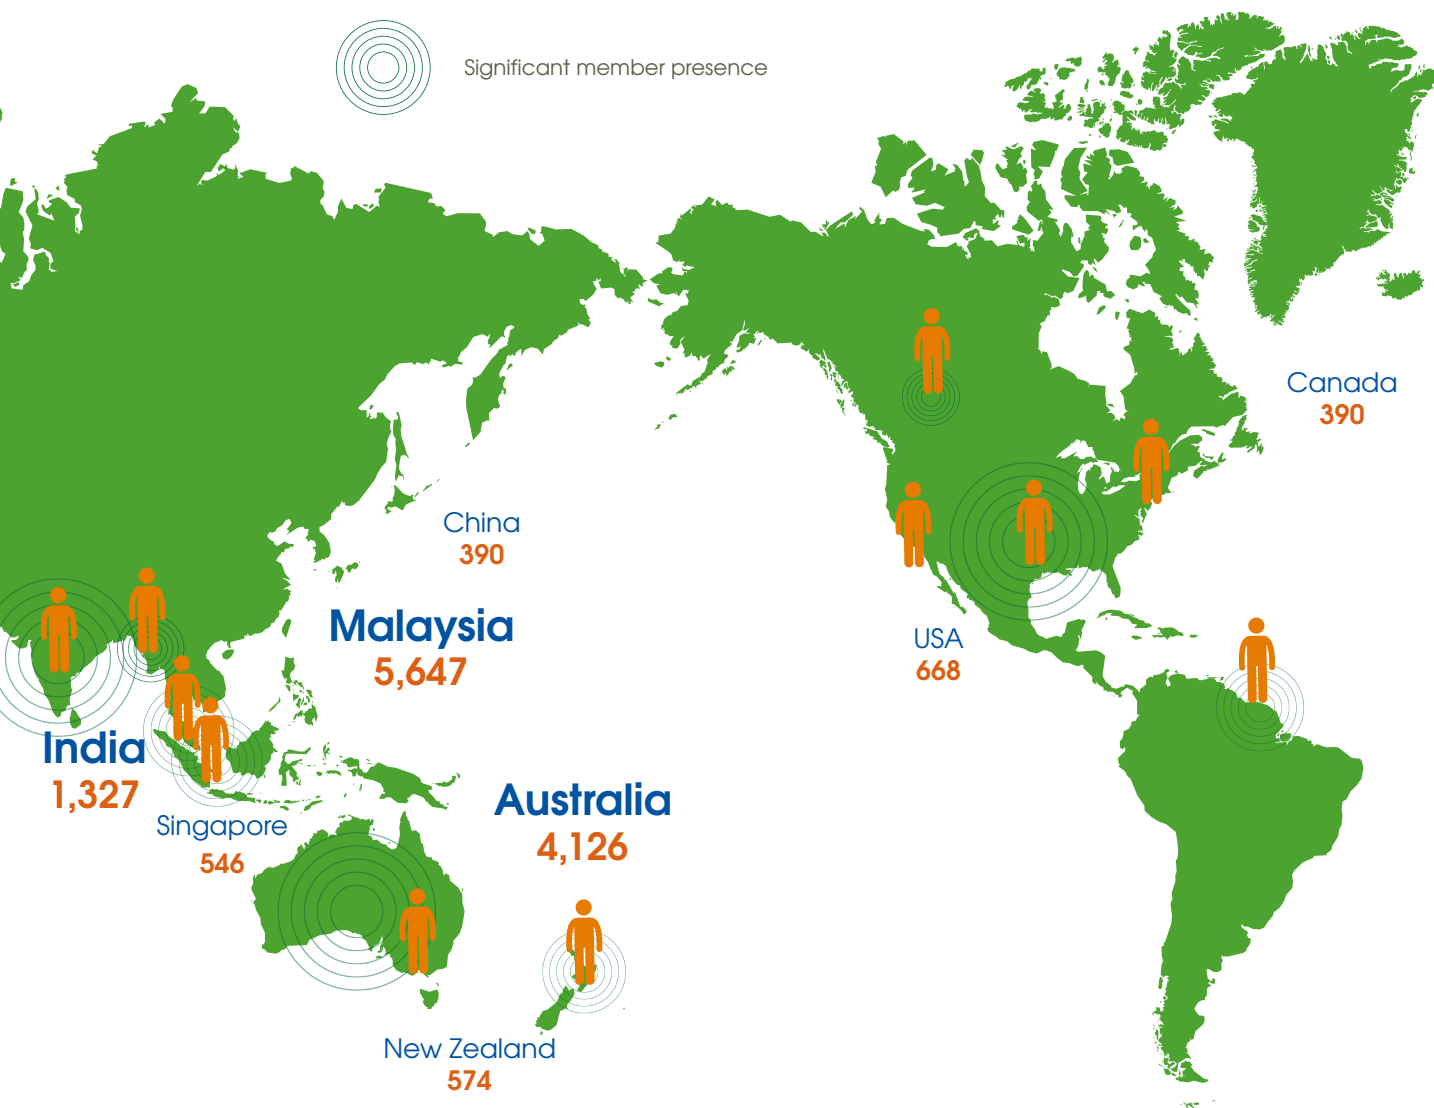 Significant member presence
Canada
390
China
390
Malaysia
5,647
USA
668
India
1,327
Australia
4,126
Singapore
546
New Zealand
574